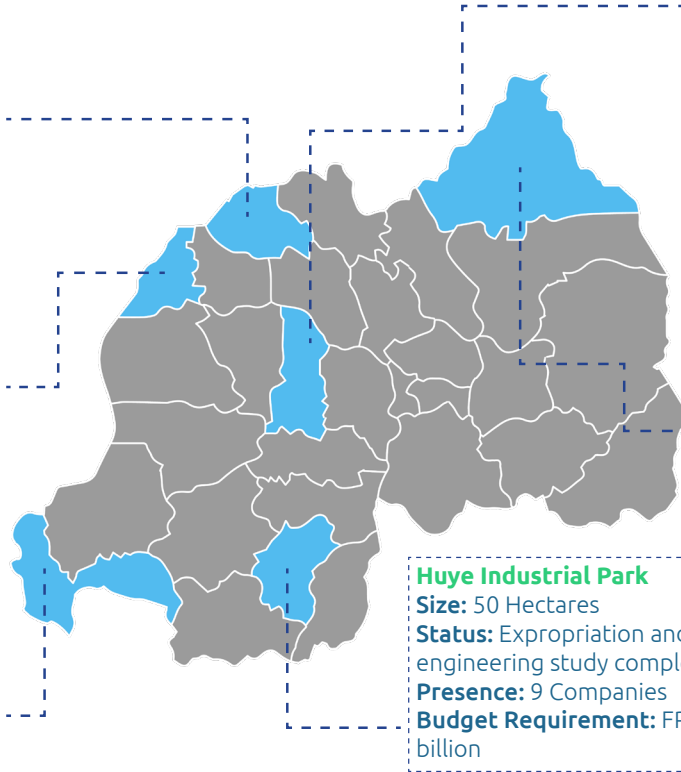 Huye Industrial Park
Size: 50 Hectares
Status: Expropriation and
engineering study
Presence: 9 Companies
Budget Requirement:
billion